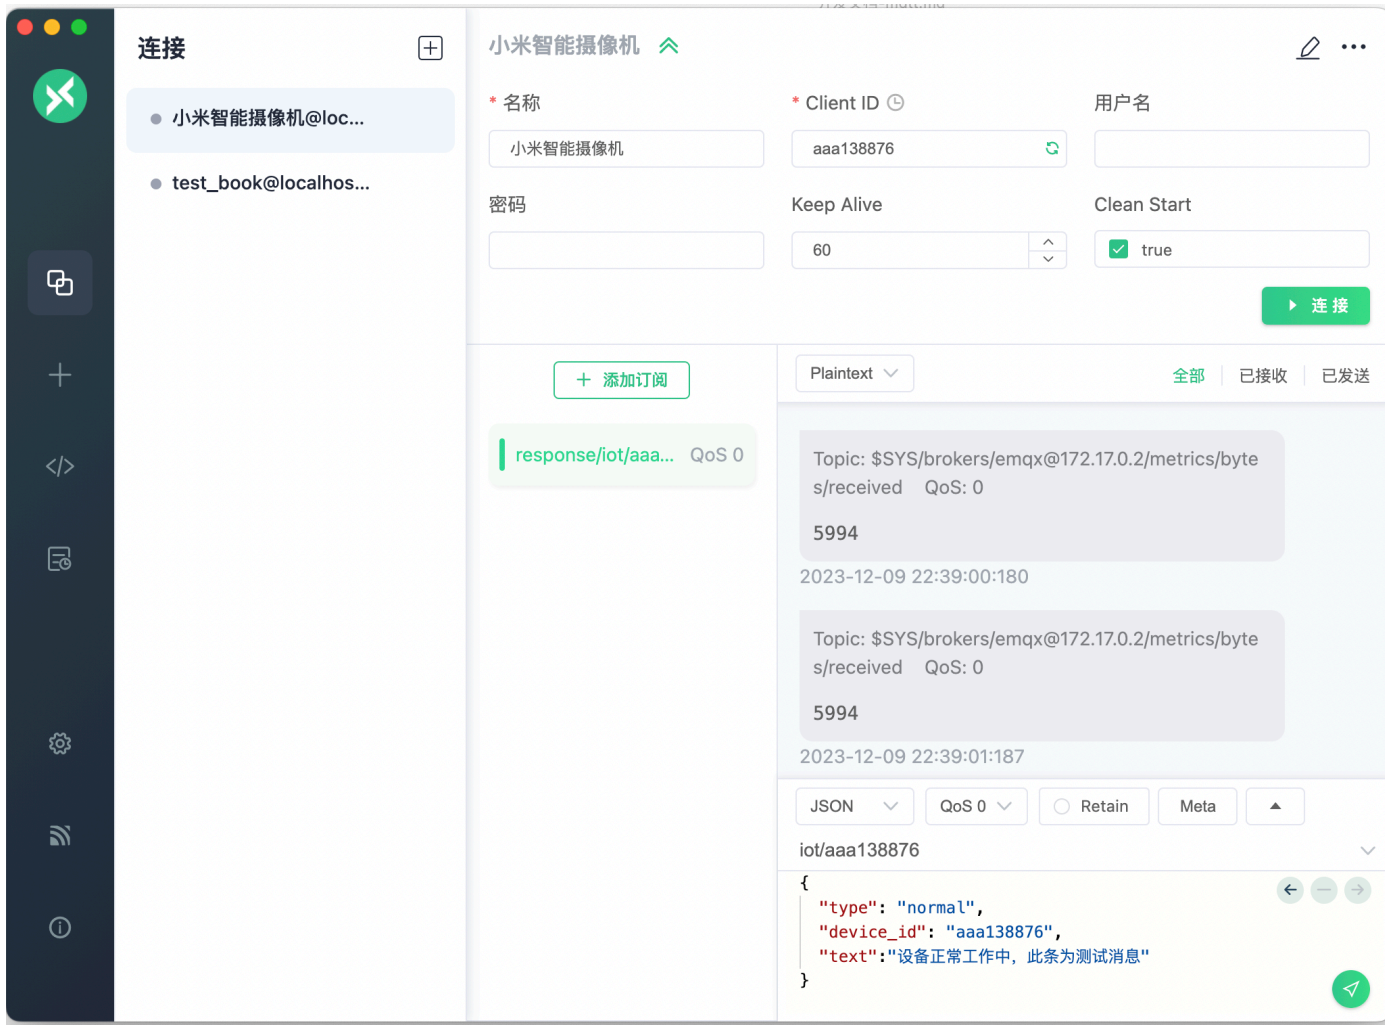 连接
小米智能摄像机@loc...
test_book@localhos...
小米智能摄像机
* 名称
* Client ID
用户名
小米智能摄像机
aaa138876
密码
Keep Alive
Clean Start
60
true
连接
添加订阅
response/iot/aaa... QoS 0
Plaintext
全部
已接收
已发送
Topic: $SYS/brokers/emqx@172.17.0.2/metrics/byte
s/received QoS: 0
5994
2023-12-09 22:39:00:180
Topic: $SYS/brokers/emqx@172.17.0.2/metrics/byte
s/received QoS: 0
5994
2023-12-09 22:39:01:187
JSON
QoS 0
Retain
Meta
iot/aaa138876
{
"type": "normal",
"device_id": "aaa138876",
"text":"设备正常工作中，此条为测试消息"
}